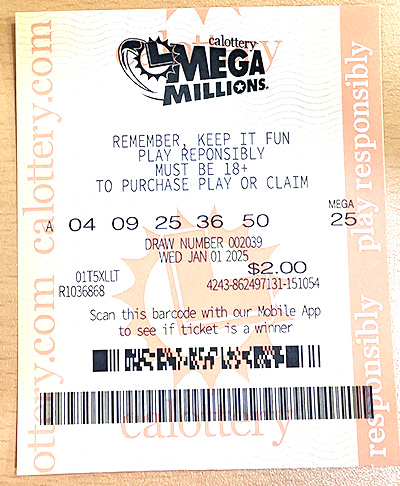 calottery
MEGA
MILLIONS
REMEMBER, KEEP IT FUN
PLAY REPONSIBLY
MUST BE 18+
TO PURCHASE PLAY OR CLAIM
MEGA
A 04 09 25 36 50 25
DRAW NUMBER 002039
WED JAN 01 2025
$2.00
01T5XLLT
R1036868 4243-862497131-151054
Scan this barcode with our Mobile App
to see if ticket is a winner
calottery
ottery.com calottery.com
responsibly play responsibly